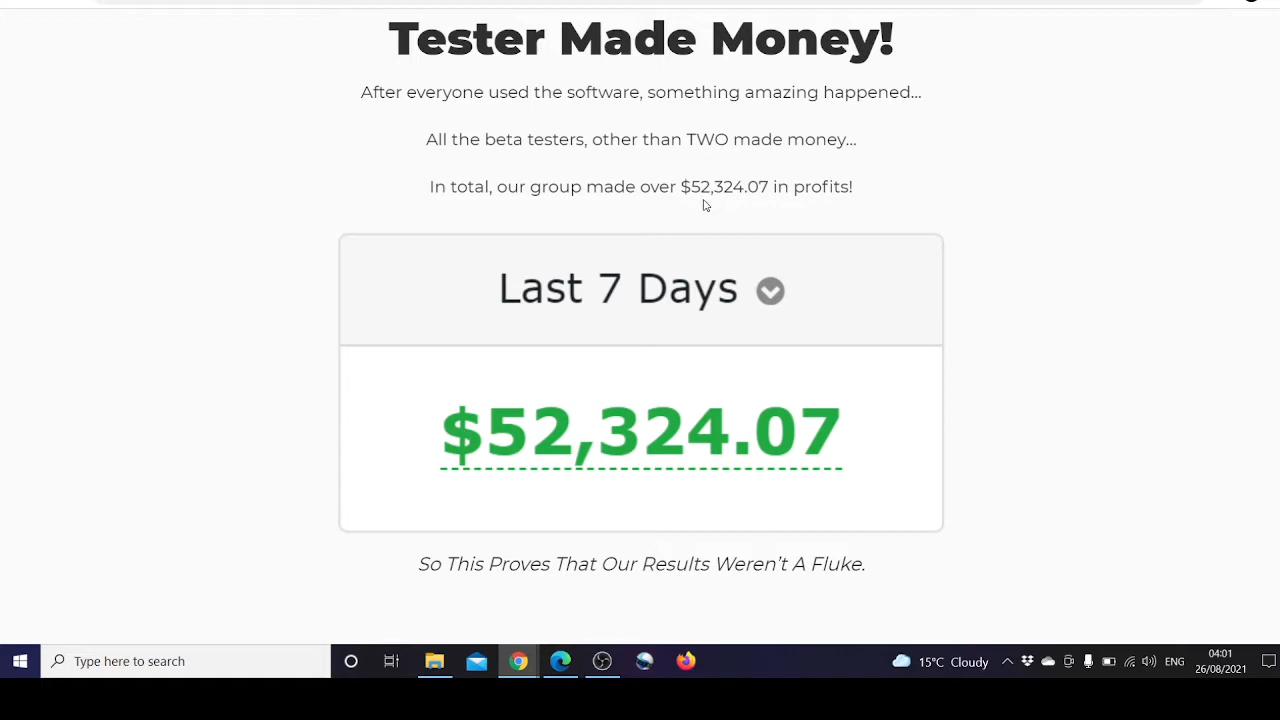 Tester Made Money!
After everyone used the software, something amazing happened...
All the beta testers, other than TWO made money...
In total, our group made over $52,324.07 in profits!
Last 7 Days
$52,324.07
So This Proves That Our Results Weren't A Fluke.
Type here to search
15°C Cloudy
ENG
04:01
26/08/2021